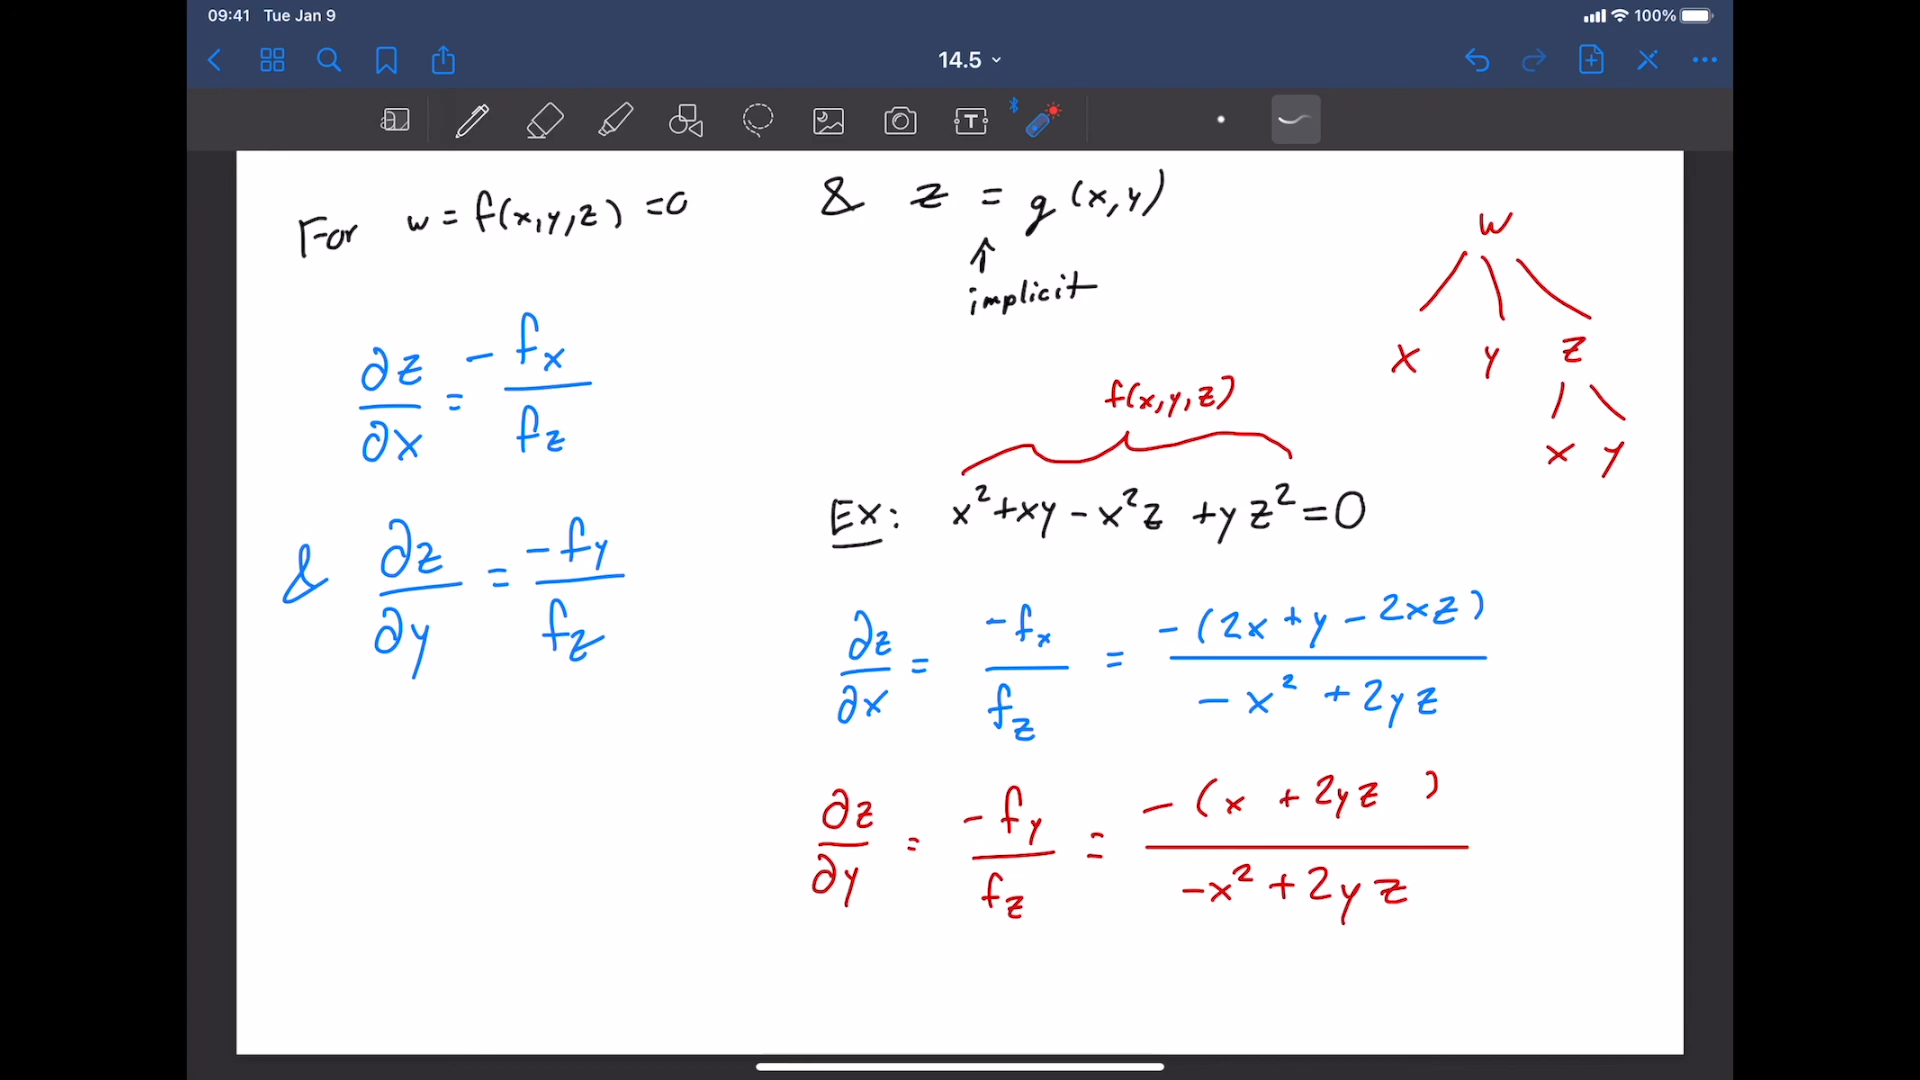 09:41 Tue Jan 9
100%
14.5
T
For w = f(x,y,z) = 0 & z = g(x,y)
↑
implicit
w
x y z
x y
∂z/∂x = -fx/fz
& ∂z/∂y = -fy/fz
f(x,y,z)
Ex: x²+xy - x²z + yz² = 0
∂z/∂x = -fx/fz = -(2x + y - 2xz)/(-x² + 2yz)
∂z/∂y = -fy/fz = -(x + 2yz )/(-x² + 2yz)